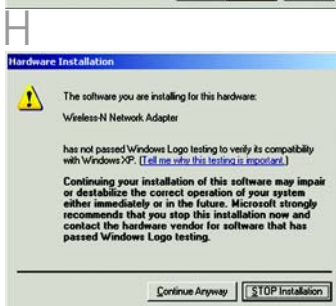 H
Hardware Installation
The software you are installing for this hardware:
Wireless-N Network Adapter
has not passed Windows Logo testing to verify its compatibility
with Windows XP. (Tell me why this testing is important.)
Continuing your installation of this software may impair
or destabilize the correct operation of your system
either immediately or in the future. Microsoft strongly
recommends that you stop this installation now and
contact the hardware vendor for software that has
passed Windows Logo testing.
Continue Anyway STOP Installation